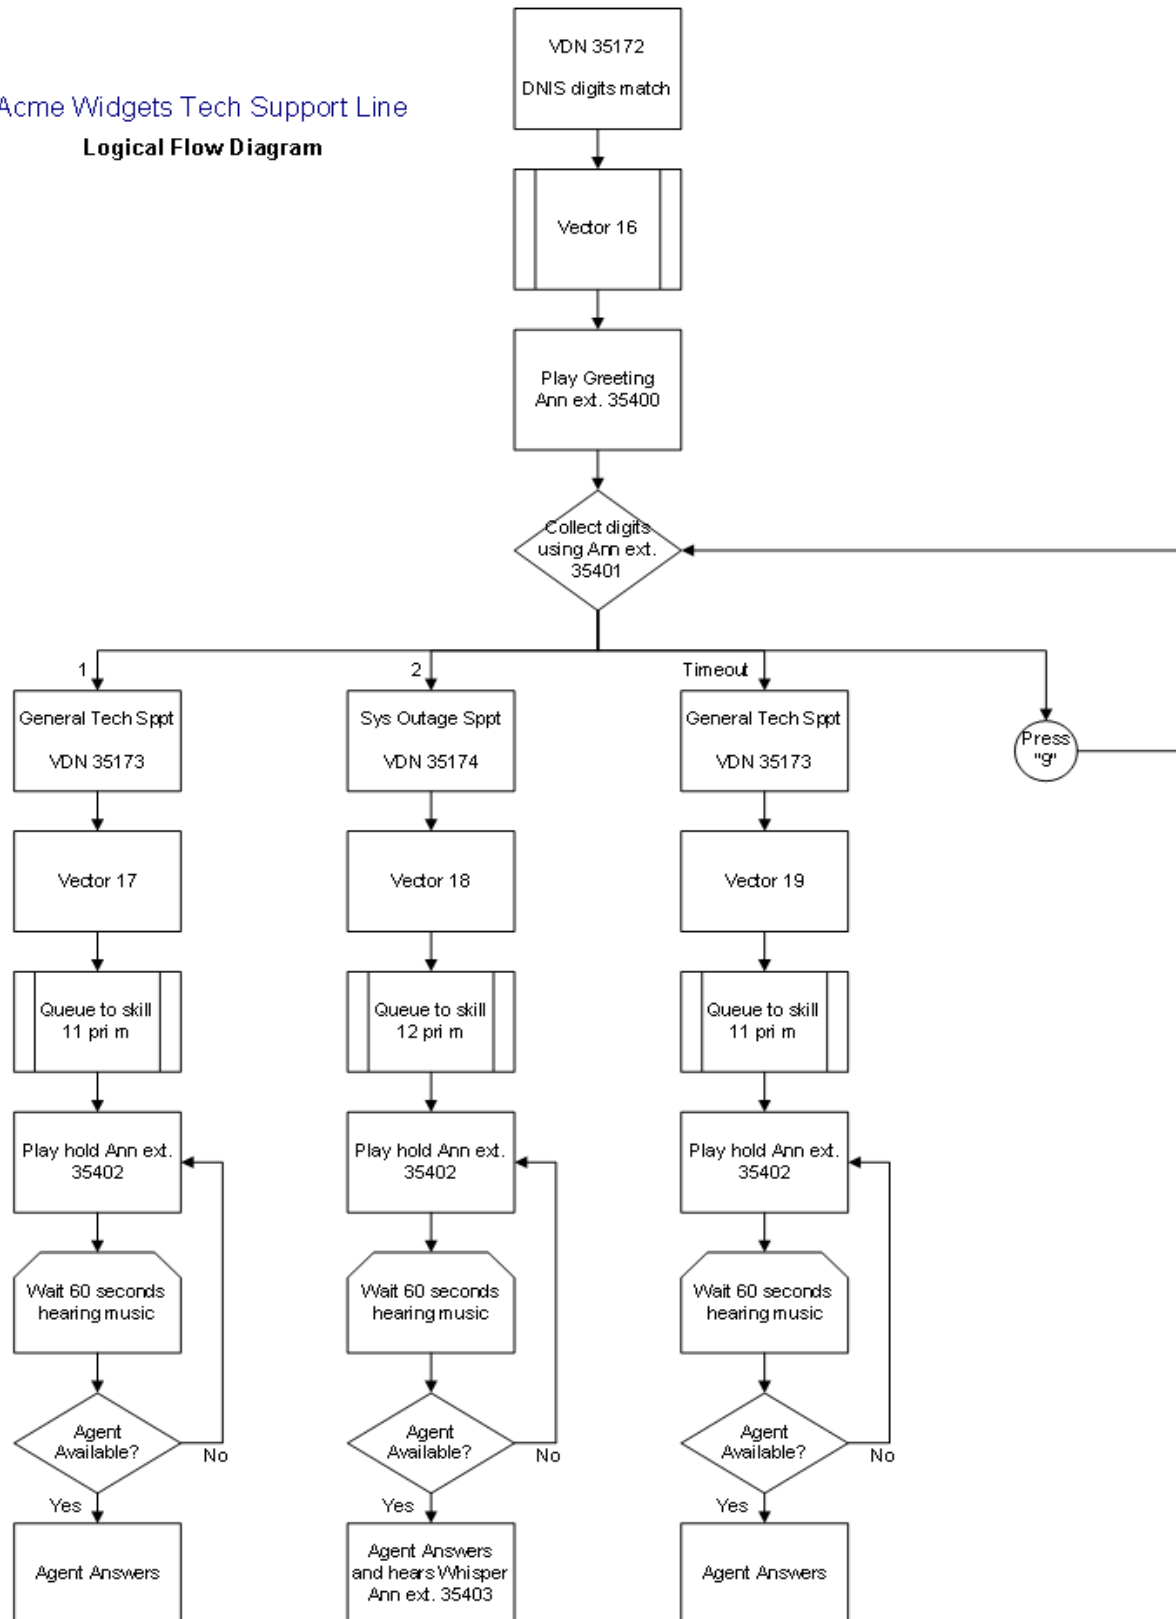 VDN 35172
DNIS digits match
Acme Widgets Tech Support Line
Logical Flow Diagram
Vector 16
Play Greeting
Ann ext. 35400
Collect digits
using Ann ext.
35401
1
2
Timeout
General Tech Sppt
VDN 35173
Sys Outage Sppt
VDN 35174
General Tech Sppt
VDN 35173
Press
"9"
Vector 17
Vector 18
Vector 19
Queue to skill
11 pri m
Queue to skill
12 pri m
Queue to skill
11 pri m
Play hold Ann ext.
35402
Play hold Ann ext.
35402
Play hold Ann ext.
35402
Wait 60 seconds
hearing music
Wait 60 seconds
hearing music
Wait 60 seconds
hearing music
Agent
Available?
No
Agent
Available?
No
Agent
Available?
No
Yes
Yes
Yes
Agent Answers
Agent Answers
and hears Whisper
Ann ext. 35403
Agent Answers